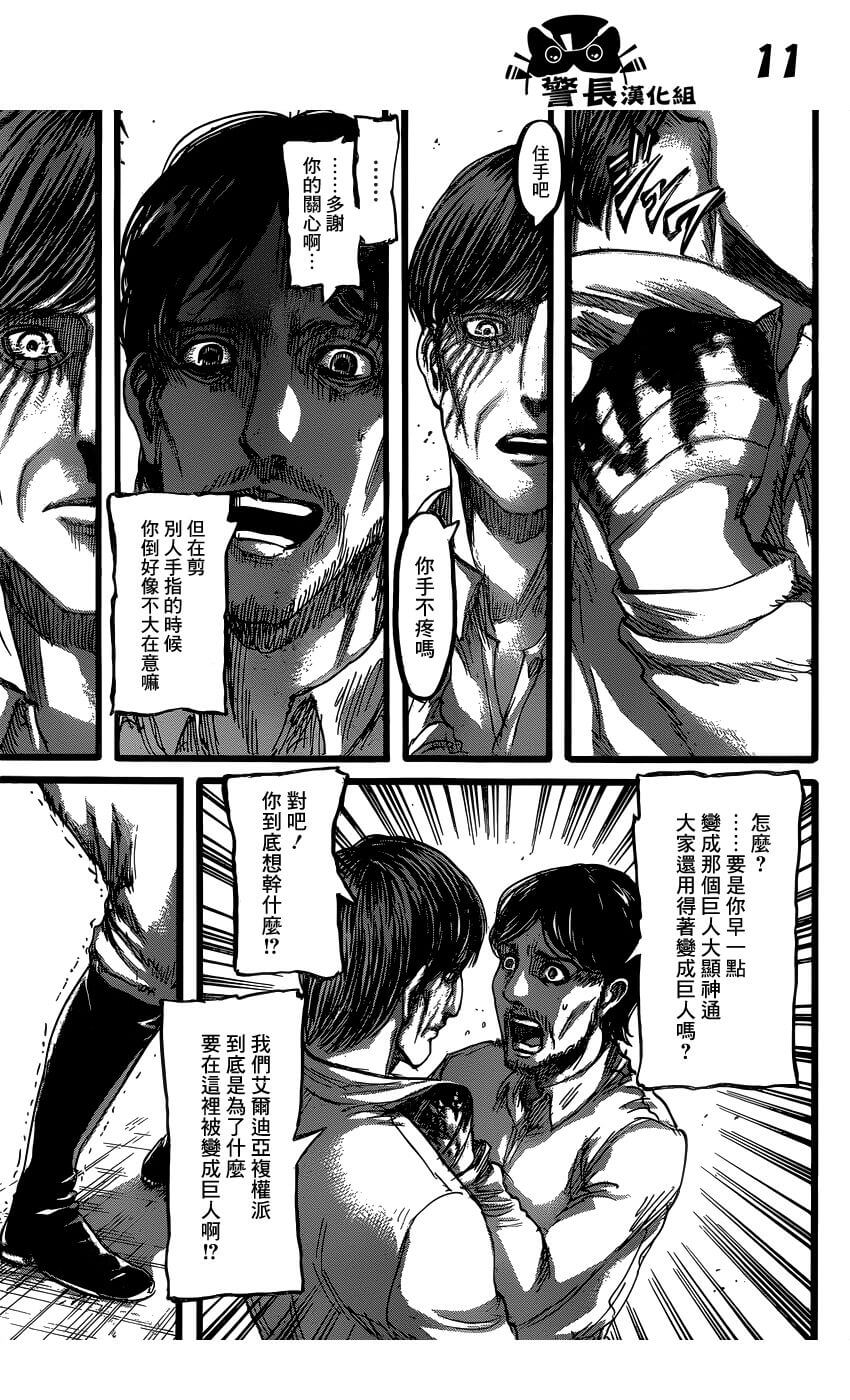 警長漢化組
11
住手吧
你手不疼嗎
……
……多謝
你的關心啊…
但在剪
別人手指的時候
你倒好像不大在意嘛
怎麼?
……要是你早一點
變成那個巨人大顯神通
大家還用得著變成巨人嗎?
對吧!
你到底想幹什麼!?
我們艾爾迪亞複權派
到底是為了什麼
要在這裡被變成巨人啊!?